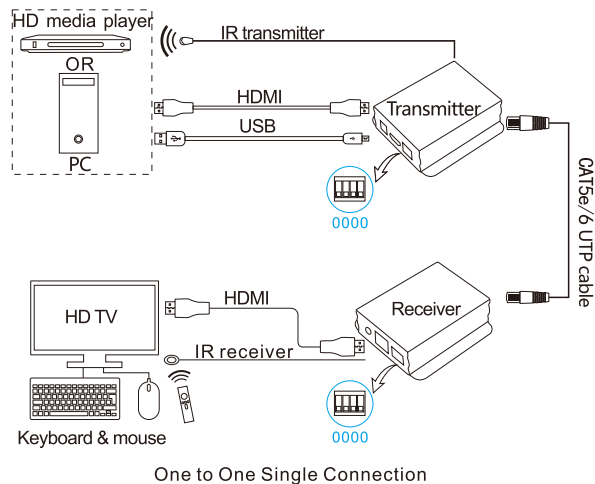 HD media player
IR transmitter
OR
HDMI
Transmitter
USB
PC
0000
CAT5e/6 UTP cable
HDMI
Receiver
HD TV
IR receiver
0000
Keyboard & mouse
One to One Single Connection